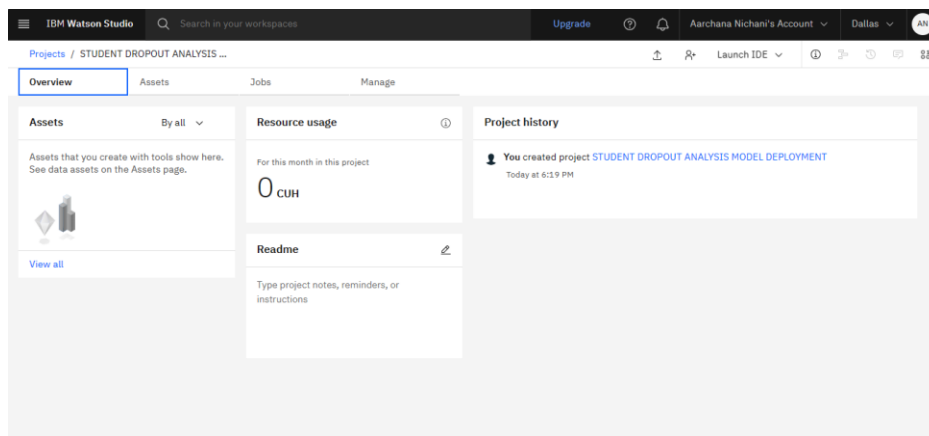 IBM Watson Studio
Search in your workspaces
Upgrade
Aarchana Nichani's Account
Dallas
AN
Projects / STUDENT DROPOUT ANALYSIS ...
Launch IDE
Overview
Assets
Jobs
Manage
Assets
By all
Assets that you create with tools show here.
See data assets on the Assets page.
View all
Resource usage
For this month in this project
0 CUH
Readme
Type project notes, reminders, or
instructions
Project history
You created project STUDENT DROPOUT ANALYSIS MODEL DEPLOYMENT
Today at 6:19 PM